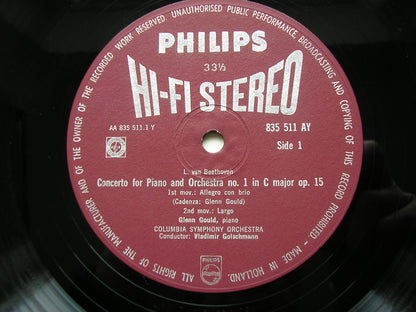 ALL RIGHTS OF THE MANUFACTURER AND OF THE OWNER OF THE RECORDED WORK RESERVED. UNAUTHORISED PUBLIC PERFORMANCE, BROADCASTING AND COPYING OF THIS RECORD PROHIBITED. - MADE IN HOLLAND.
PHILIPS
33⅓
HI-FI STEREO
AA 835 511.1 Y
835 511 AY
Side 1
L. van Beethoven
Concerto for Piano and Orchestra no. 1 in C major op. 15
1st mov.: Allegro con brio
(Cadenza: Glenn Gould)
2nd mov.: Largo
Glenn Gould, piano
COLUMBIA SYMPHONY ORCHESTRA
Conductor: Vladimir Golschmann
PHILIPS